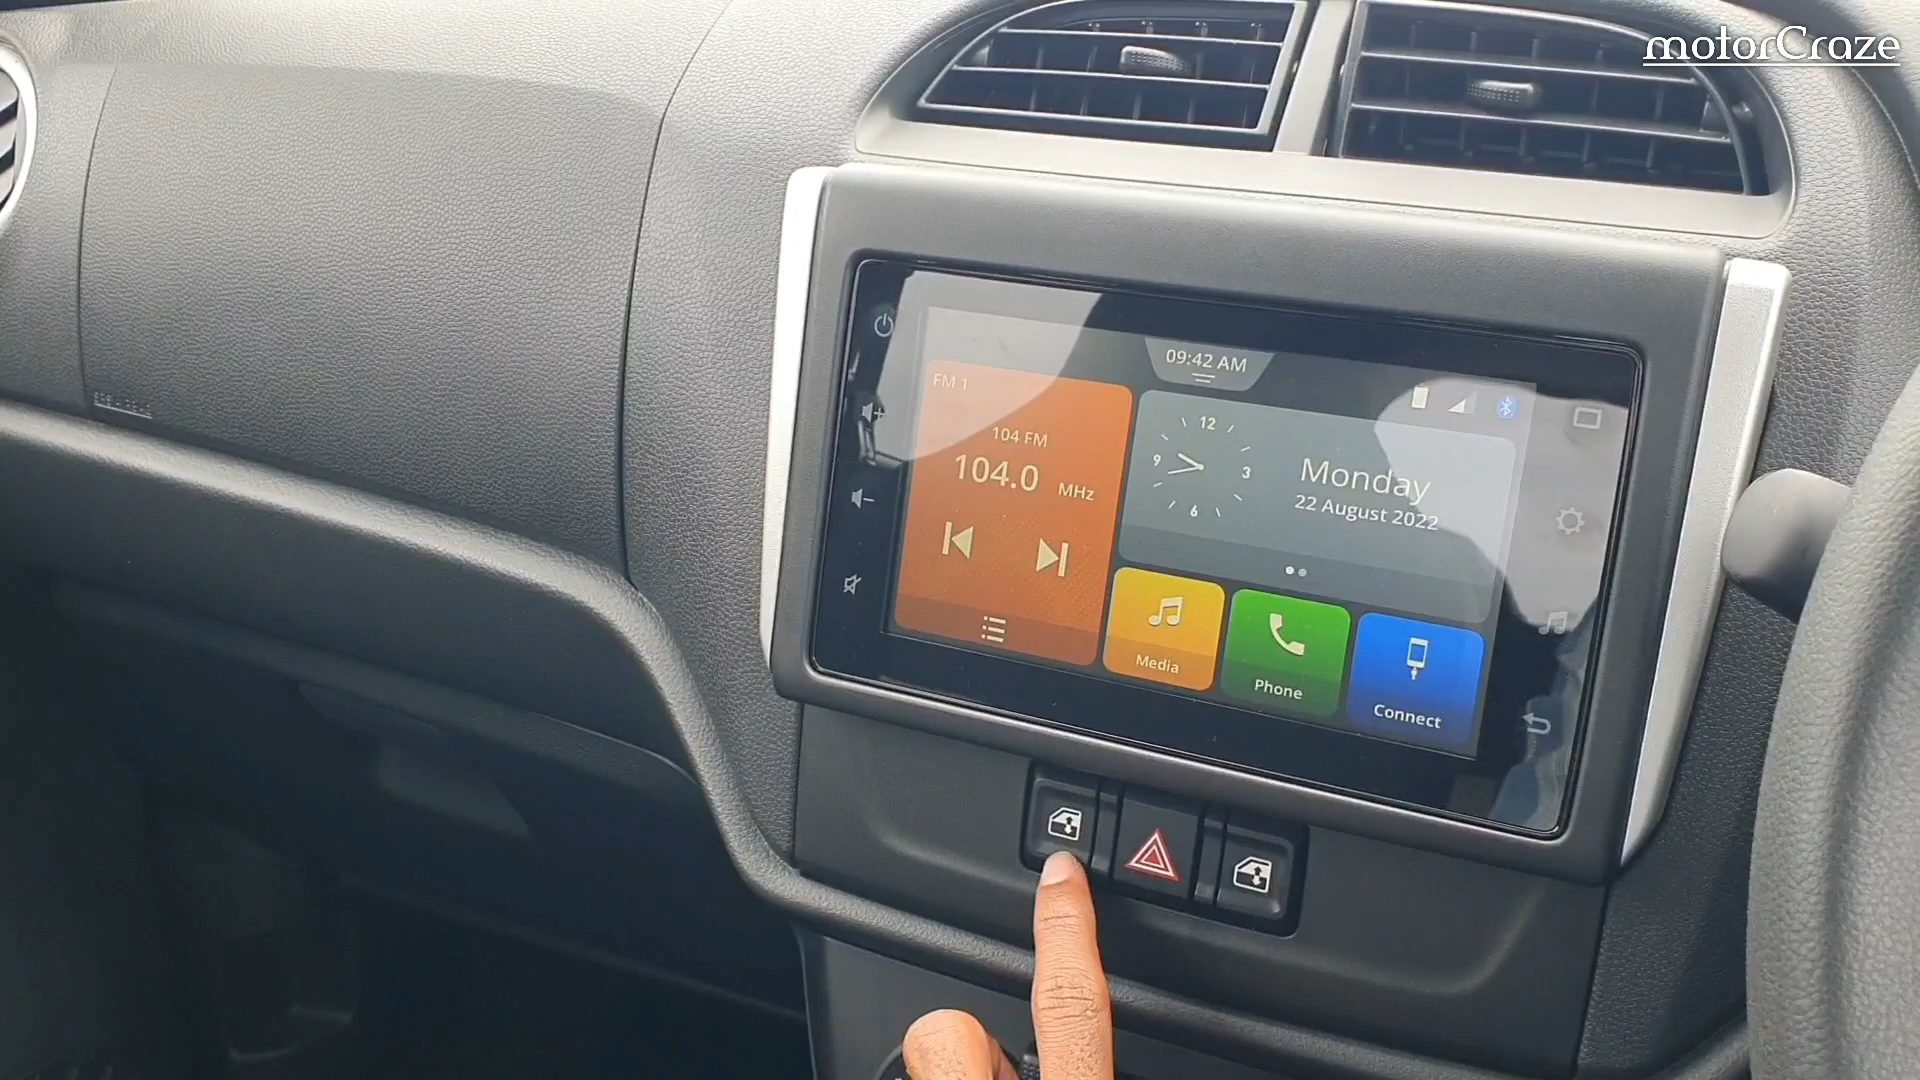 motorCraze
09:42 AM
FM 1
104 FM
104.0 MHz
12
9
3
6
Monday
22 August 2022
Media
Phone
Connect